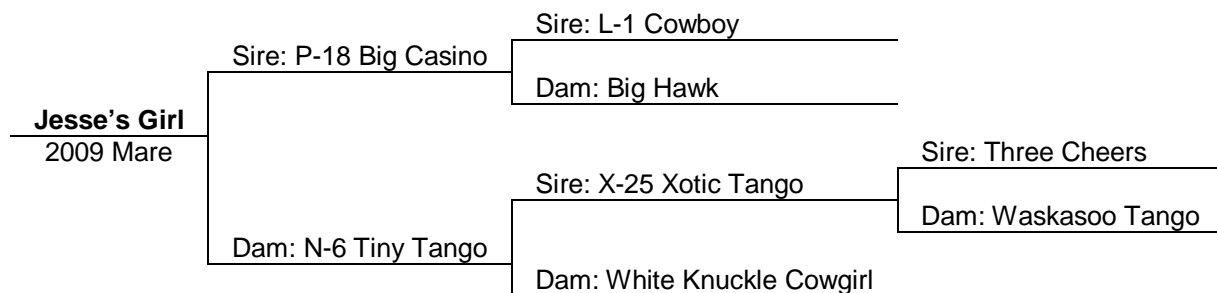 Sire: L-1 Cowboy
Sire: P-18 Big Casino
Dam: Big Hawk
Jesse's Girl
2009 Mare
Sire: Three Cheers
Sire: X-25 Xotic Tango
Dam: Waskasoo Tango
Dam: N-6 Tiny Tango
Dam: White Knuckle Cowgirl